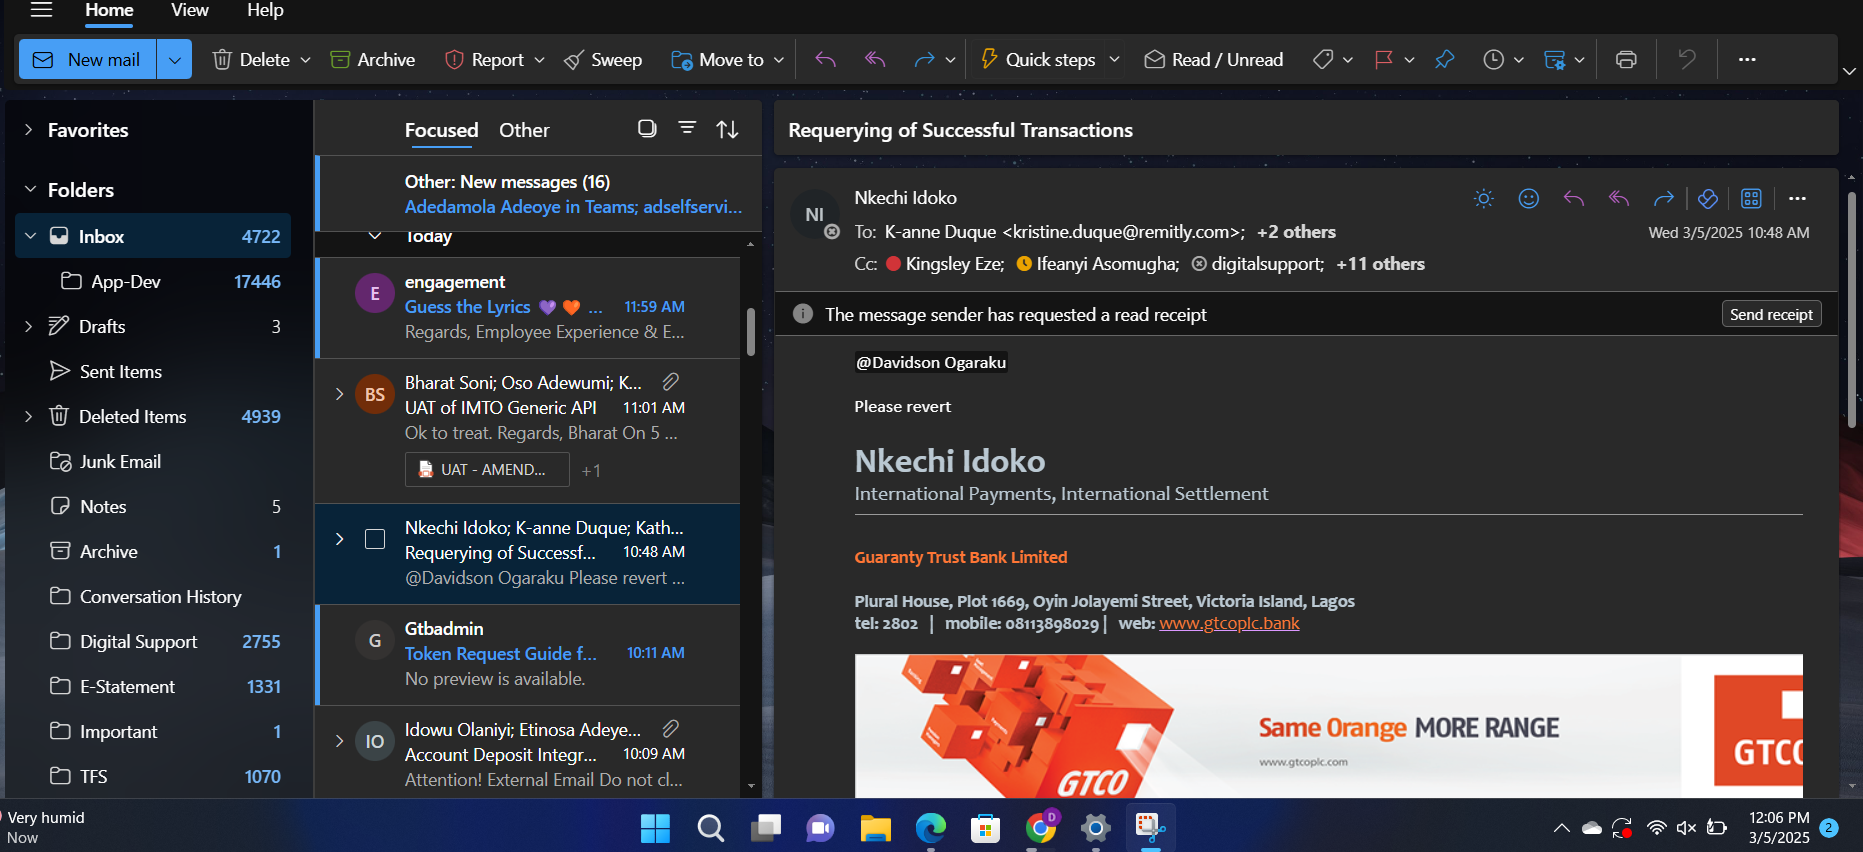 Home View Help
New mail Delete Archive Report Sweep Move to Quick steps Read / Unread
Favorites
Folders
Inbox 4722
App-Dev 17446
Drafts 3
Sent Items
Deleted Items 4939
Junk Email
Notes 5
Archive 1
Conversation History
Digital Support 2755
E-Statement 1331
Important 1
TFS 1070
Focused Other
Other: New messages (16)
Adedamola Adeoye in Teams; adselfservi...
Today
E
engagement
Guess the Lyrics 💜 🧡 ... 11:59 AM
Regards, Employee Experience & E...
BS
Bharat Soni; Oso Adewumi; K...
UAT of IMTO Generic API 11:01 AM
Ok to treat. Regards, Bharat On 5 ...
UAT - AMEND... +1
Nkechi Idoko; K-anne Duque; Kath...
Requerying of Successf... 10:48 AM
@Davidson Ogaraku Please revert ...
G
Gtbadmin
Token Request Guide f... 10:11 AM
No preview is available.
IO
Idowu Olaniyi; Etinosa Adeye...
Account Deposit Integr... 10:09 AM
Attention! External Email Do not cl...
Requerying of Successful Transactions
NI
Nkechi Idoko
To: K-anne Duque <kristine.duque@remitly.com>; +2 others
Wed 3/5/2025 10:48 AM
Cc: Kingsley Eze; Ifeanyi Asomugha; digitalsupport; +11 others
The message sender has requested a read receipt
Send receipt
@Davidson Ogaraku
Please revert
Nkechi Idoko
International Payments, International Settlement
Guaranty Trust Bank Limited
Plural House, Plot 1669, Oyin Jolayemi Street, Victoria Island, Lagos
tel: 2802 | mobile: 08113898029 | web: www.gtcoplc.bank
Same Orange MORE RANGE
www.gtcoplc.com
GTCO
GTCO
Very humid
Now
D
12:06 PM
3/5/2025
2